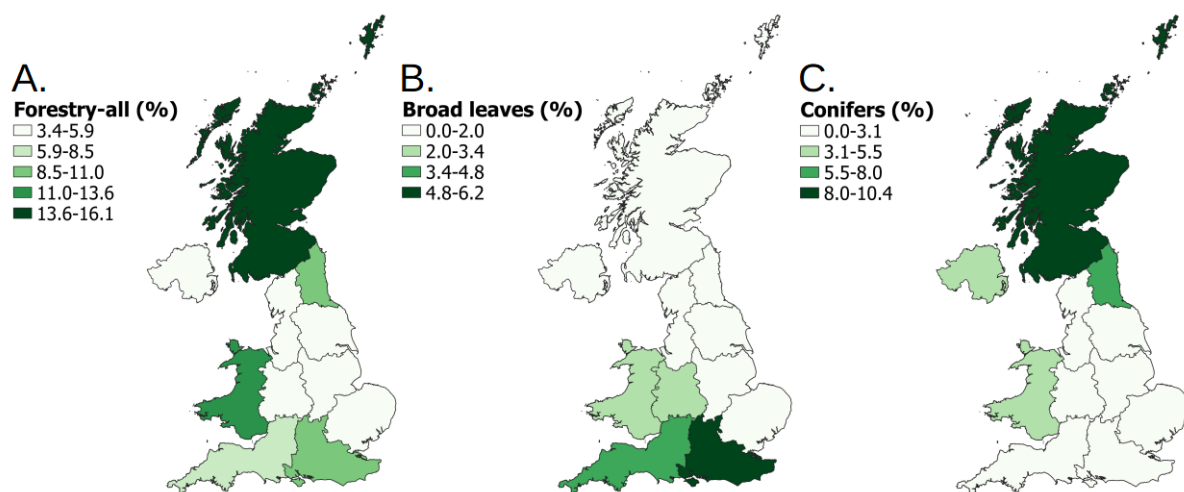 A.
Forestry-all (%)
3.4-5.9
5.9-8.5
8.5-11.0
11.0-13.6
13.6-16.1
B.
Broad leaves (%)
0.0-2.0
2.0-3.4
3.4-4.8
4.8-6.2
C.
Conifers (%)
0.0-3.1
3.1-5.5
5.5-8.0
8.0-10.4